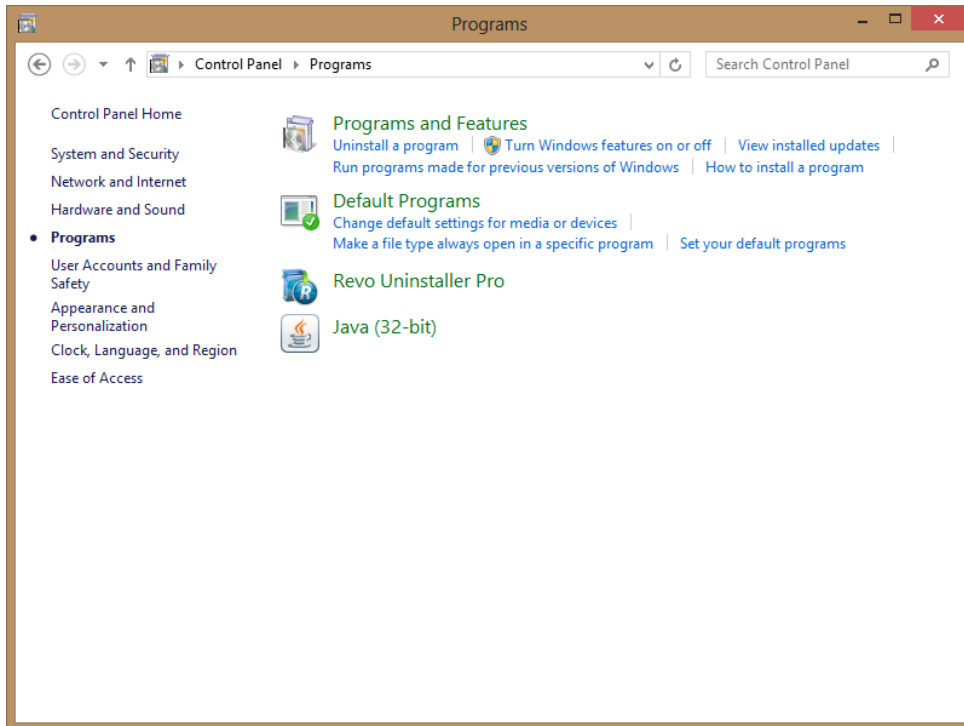 Programs
Control Panel Programs
Search Control Panel
Control Panel Home
System and Security
Network and Internet
Hardware and Sound
Programs
User Accounts and Family
Safety
Appearance and
Personalization
Clock, Language, and Region
Ease of Access
Programs and Features
Uninstall a program Turn Windows features on or off View installed updates
Run programs made for previous versions of Windows How to install a program
Default Programs
Change default settings for media or devices
Make a file type always open in a specific program Set your default programs
Revo Uninstaller Pro
Java (32-bit)